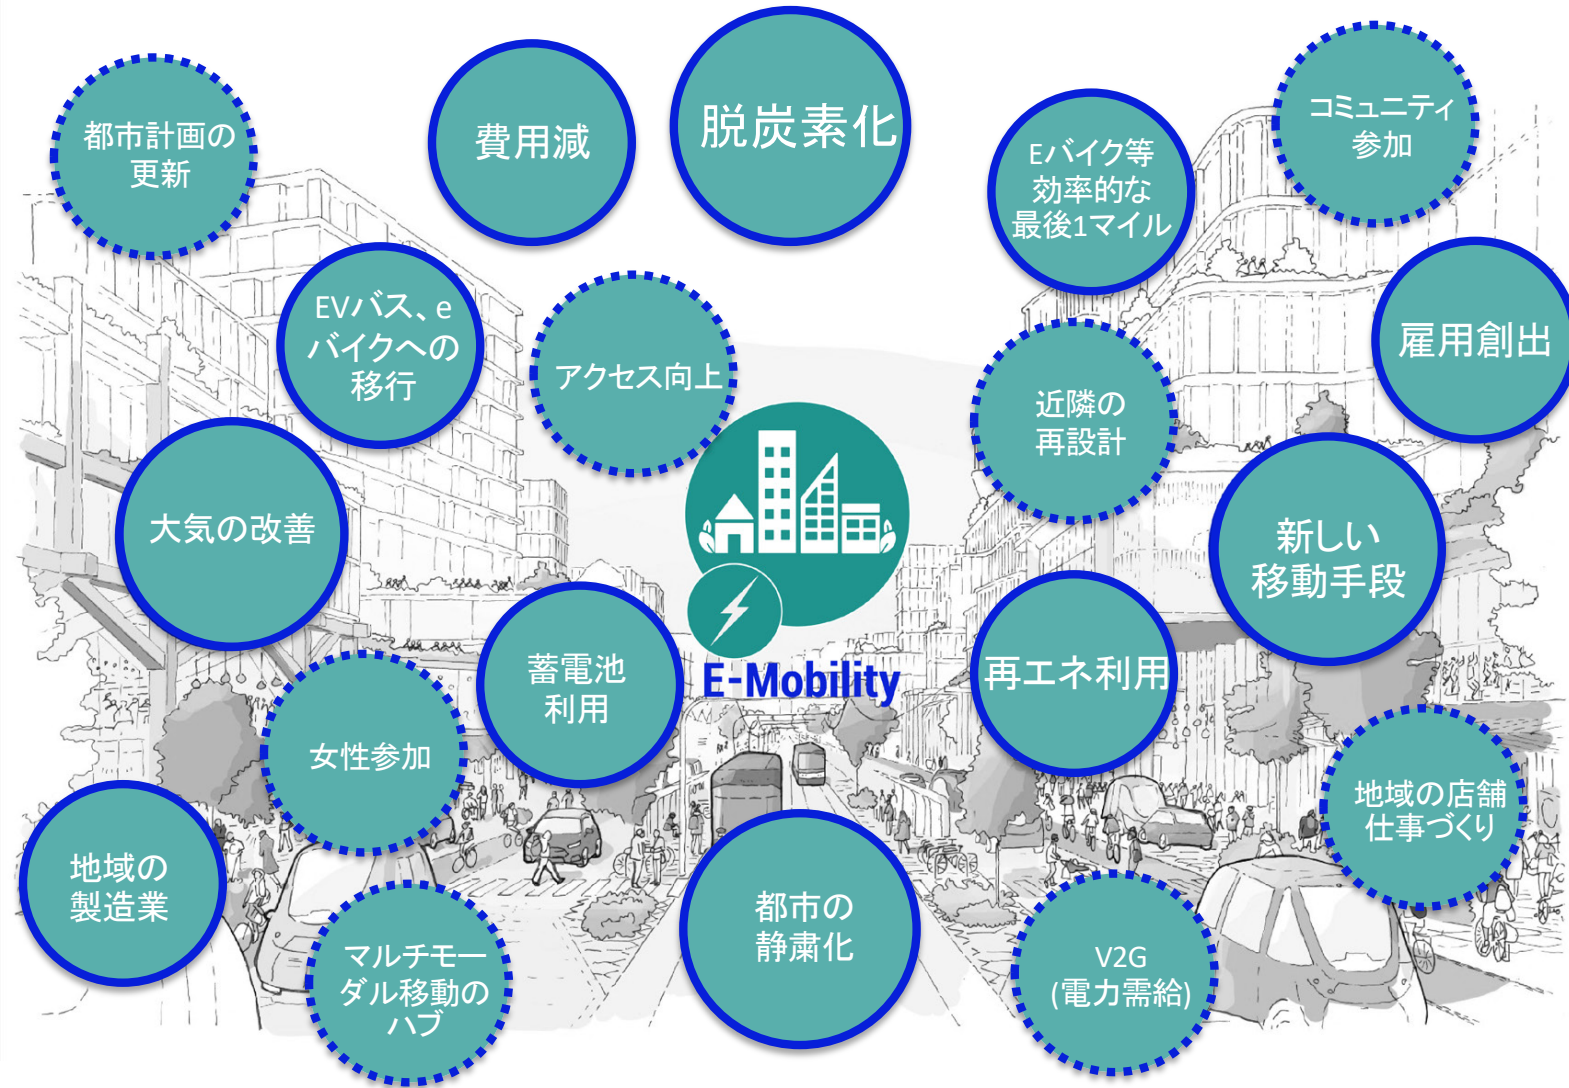 脱炭素化
費用減
都市計画の
更新
コミュニティ
参加
Eバイク等
効率的な
最後1マイル
EVバス、e
バイクへの
移行
アクセス向上
雇用創出
近隣の
再設計
大気の改善
新しい
移動手段
蓄電池
利用
E-Mobility
再エネ利用
女性参加
地域の店舗
仕事づくり
地域の
製造業
都市の
静粛化
マルチモー
ダル移動の
ハブ
V2G
(電力需給)